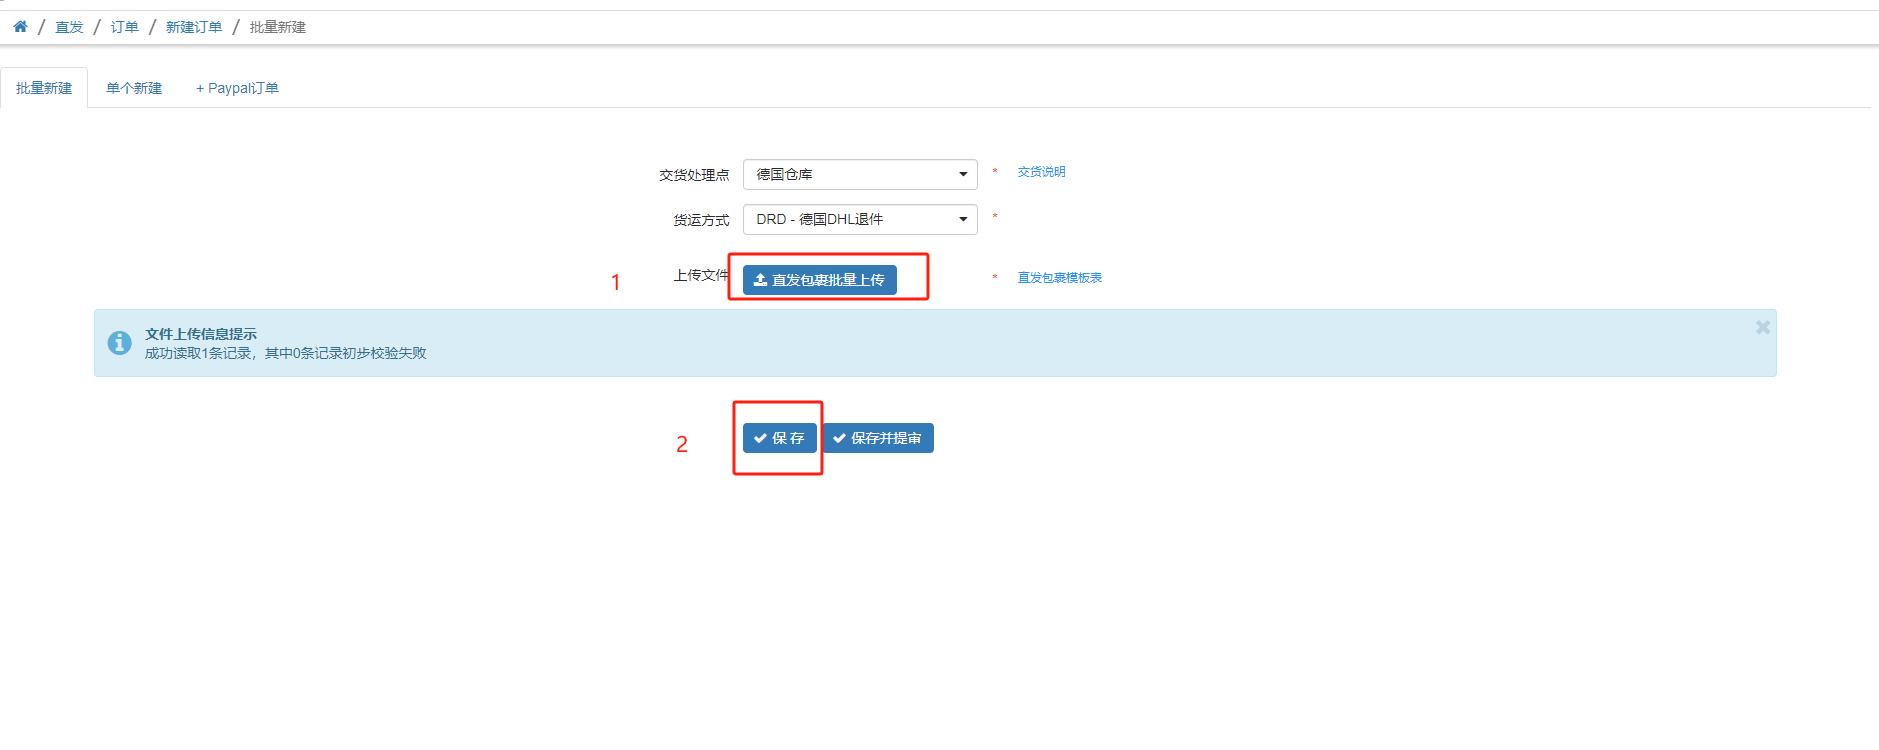 / 直发 / 订单 / 新建订单 / 批量新建
批量新建 单个新建 + Paypal订单
交货处理点 德国仓库 * 交货说明
货运方式 DRD - 德国DHL退件 *
1 上传文件 直发包裹批量上传 * 直发包裹模板表
文件上传信息提示
成功读取1条记录，其中0条记录初步校验失败
2 保 存 保存并提审